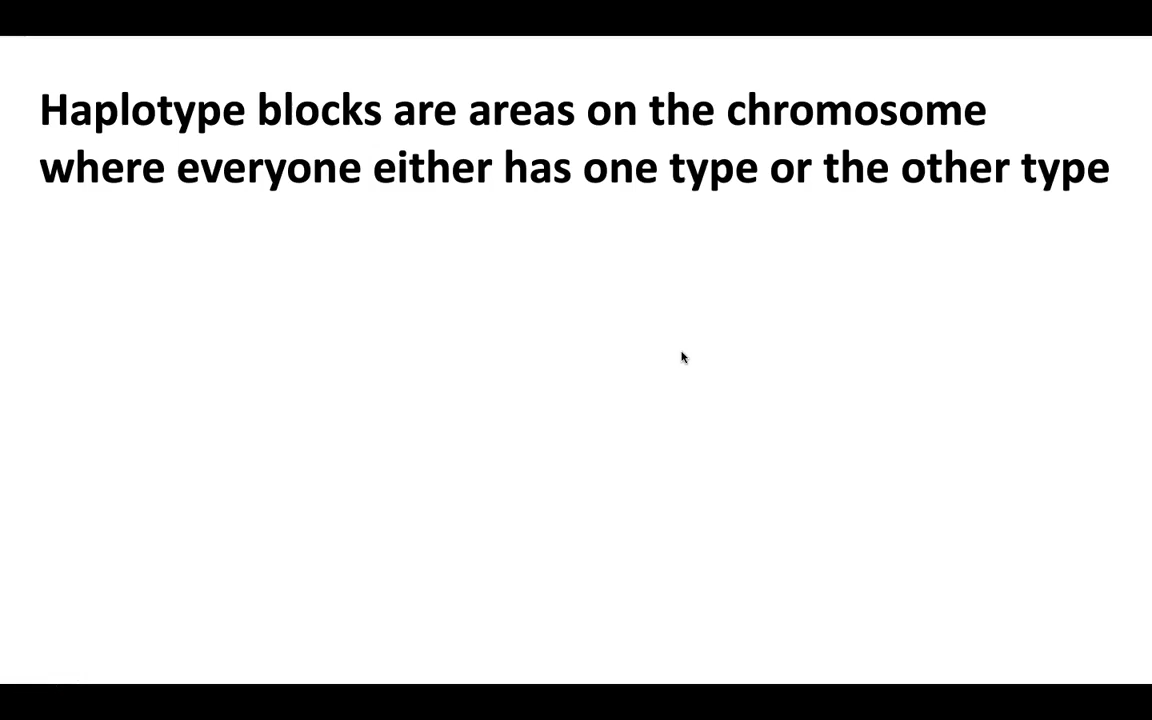 Haplotype blocks are areas on the chromosome
where everyone either has one type or the other type